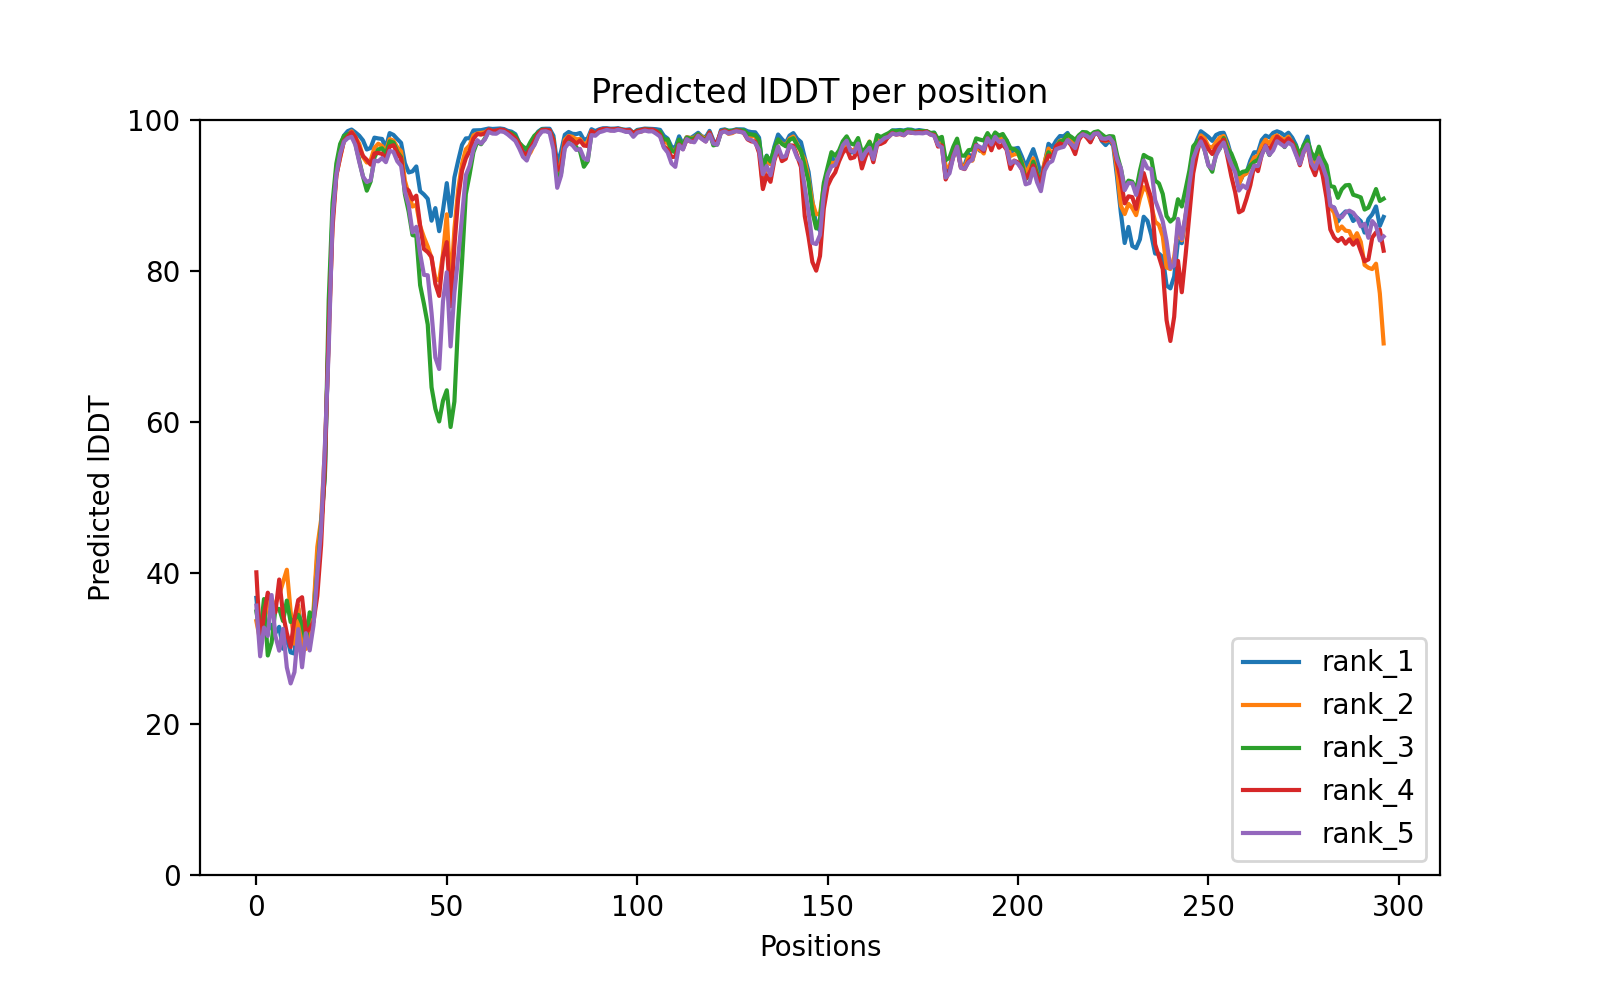 Predicted lDDT per position
100
80
60
40
20
0
Predicted lDDT
0 50 100 150 200 250 300
Positions
rank_1
rank_2
rank_3
rank_4
rank_5